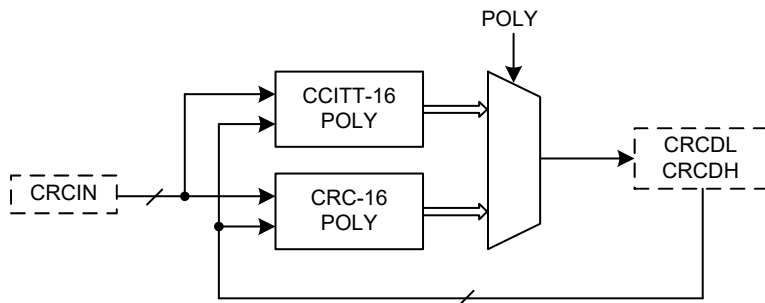 POLY
CCITT-16
POLY
CRCDL
CRCDH
CRCIN
CRC-16
POLY